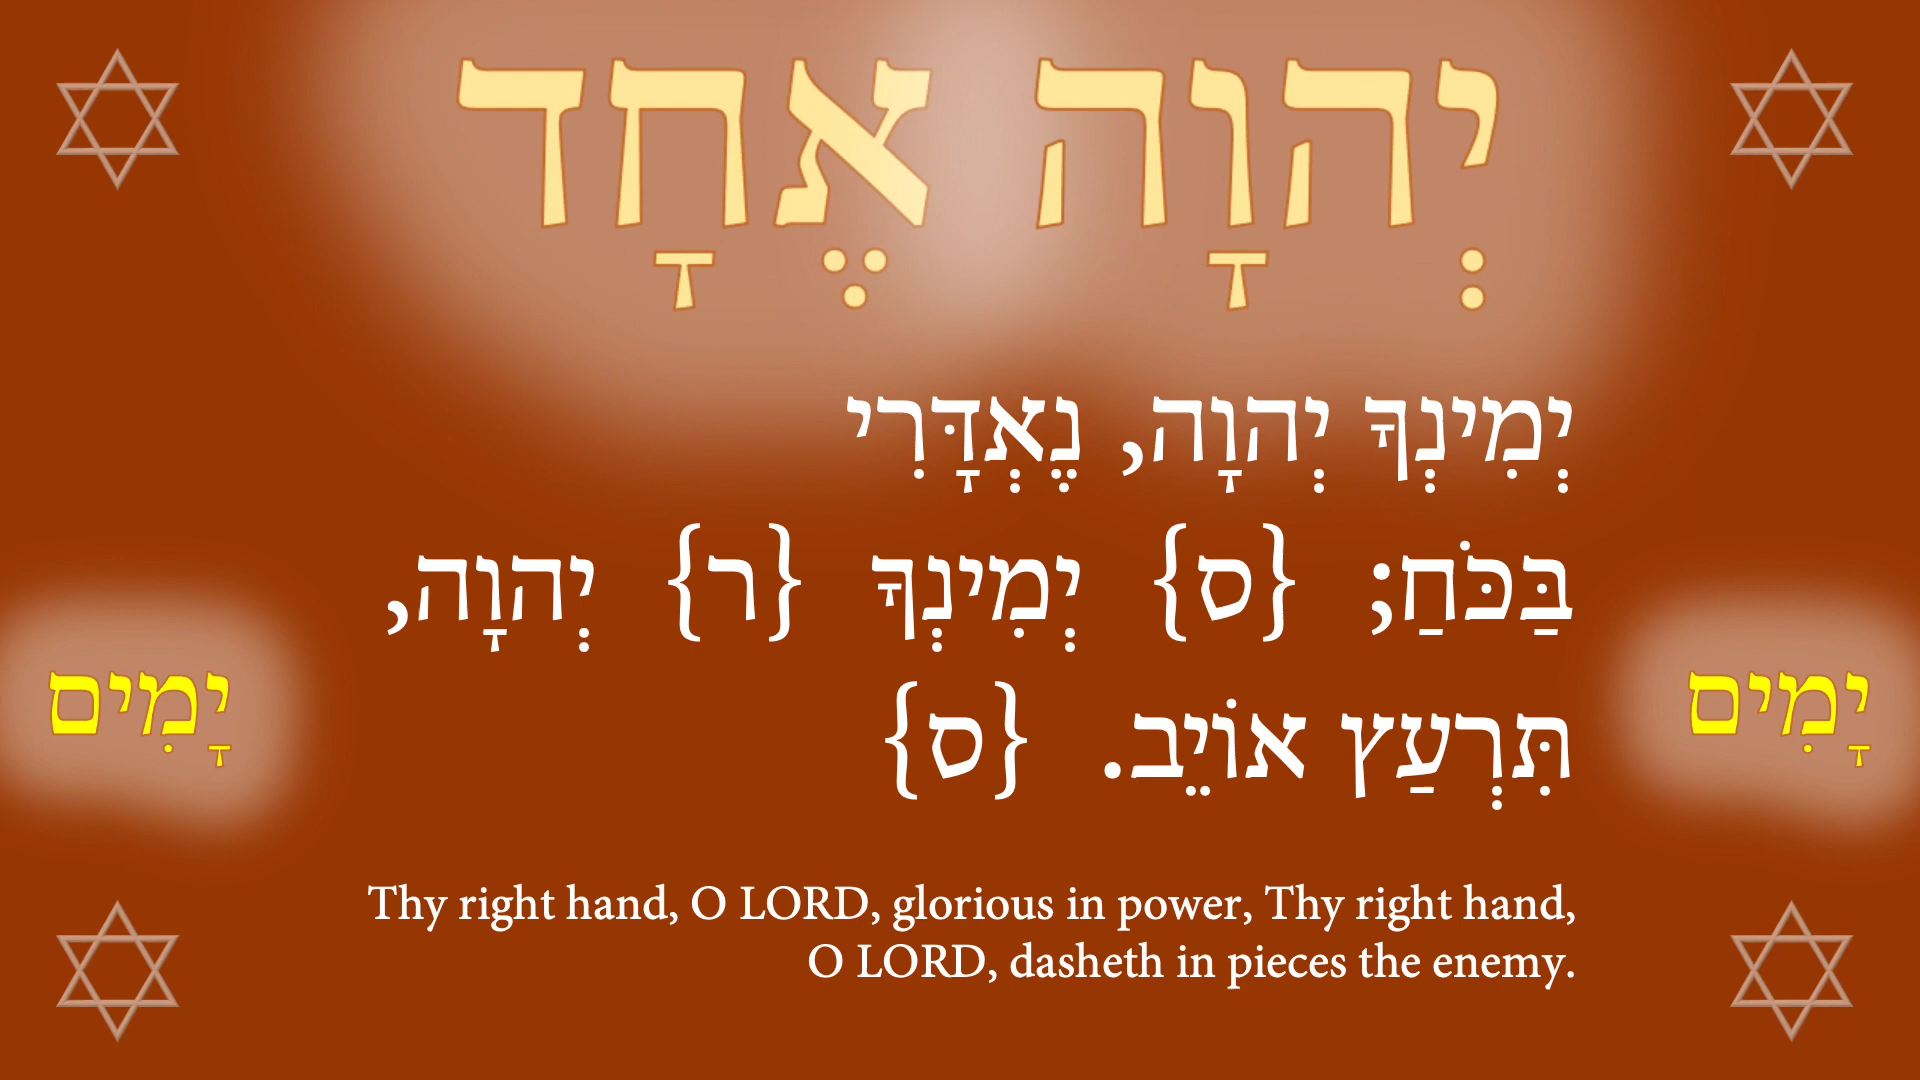 יְהוָה אֶחָד
יְמִינְךָ יְהוָה, נֶאְדָּרִי
בַּכֹּחַ; {ס} יְמִינְךָ {ר} יְהוָה,
תִּרְעַץ אוֹיֵב. {ס}
יָמִים
יָמִים
Thy right hand, O LORD, glorious in power, Thy right hand,
O LORD, dasheth in pieces the enemy.